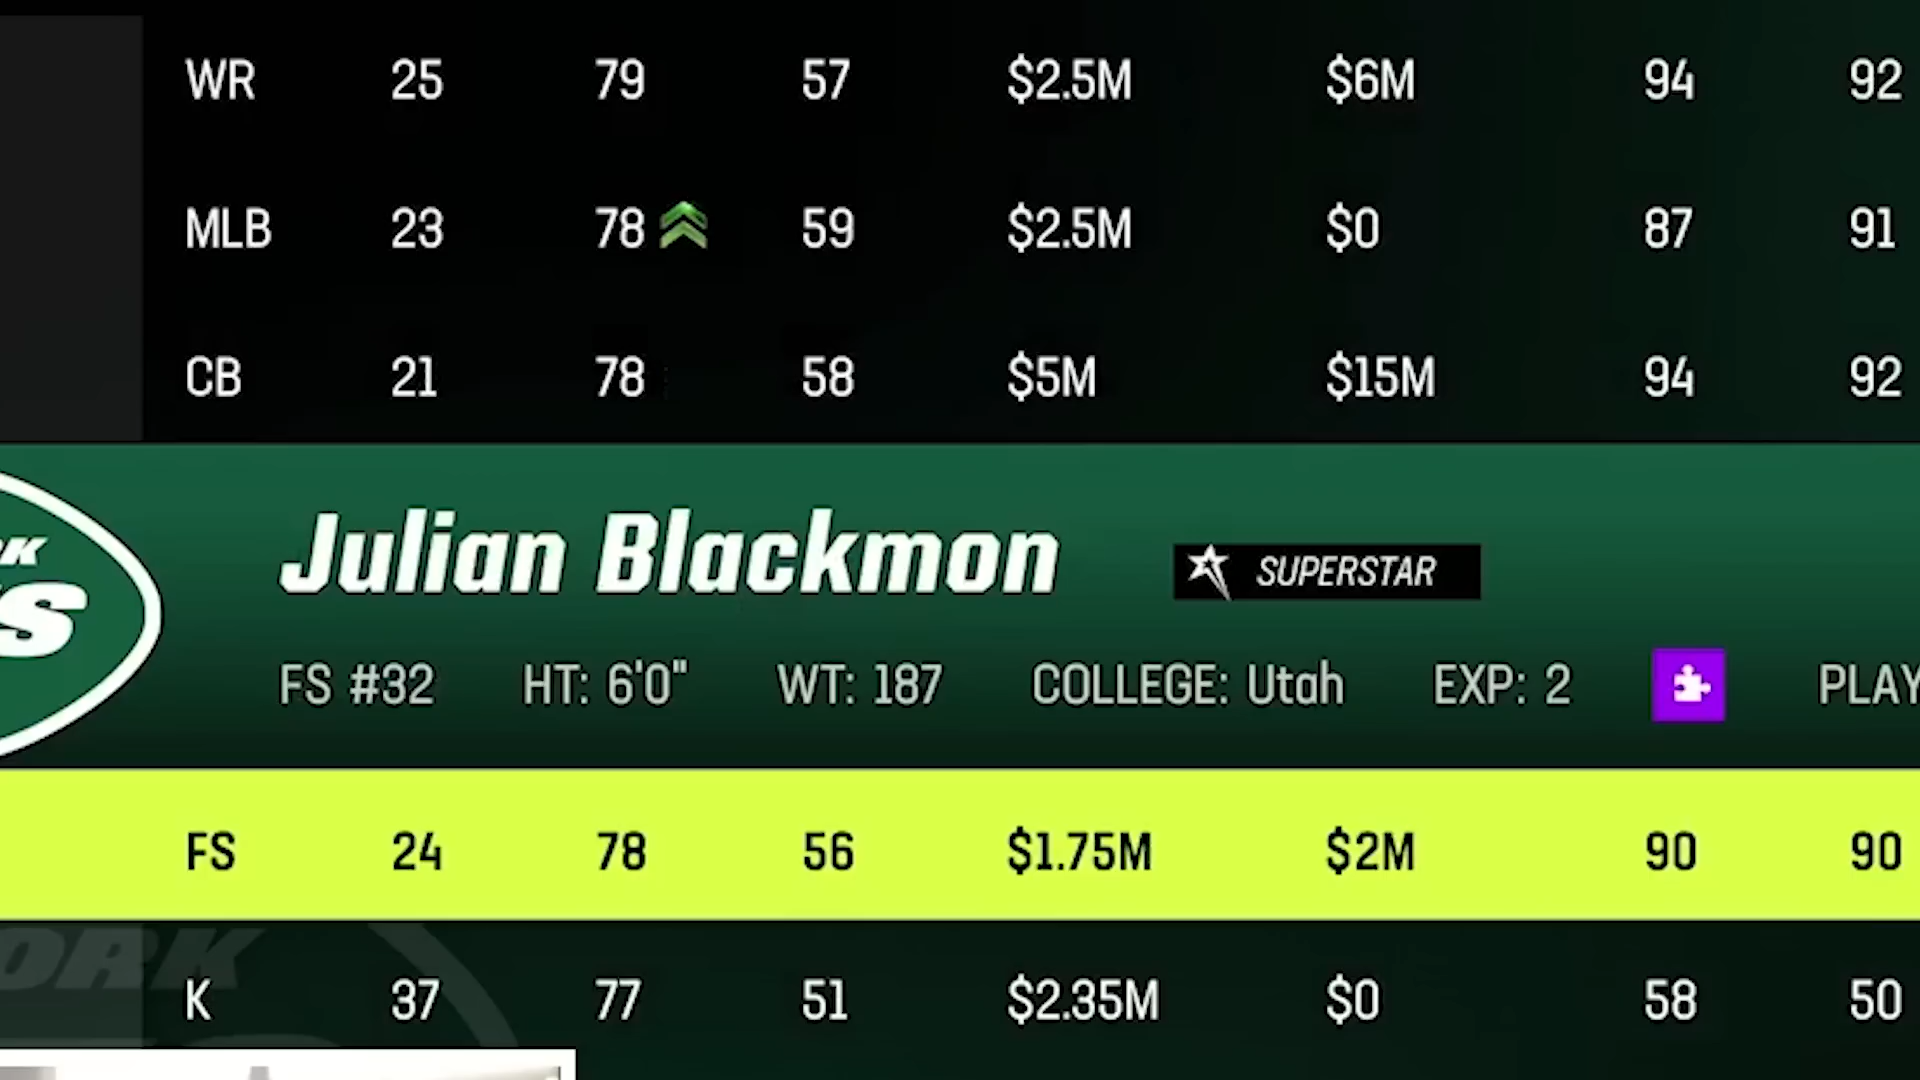 WR 25 79 57 $2.5M $6M 94 92
MLB 23 78 59 $2.5M $0 87 91
CB 21 78 58 $5M $15M 94 92
RK
S
Julian Blackmon SUPERSTAR
FS #32 HT: 6'0" WT: 187 COLLEGE: Utah EXP: 2 PLAY
FS 24 78 56 $1.75M $2M 90 90
ORK
K 37 77 51 $2.35M $0 58 50